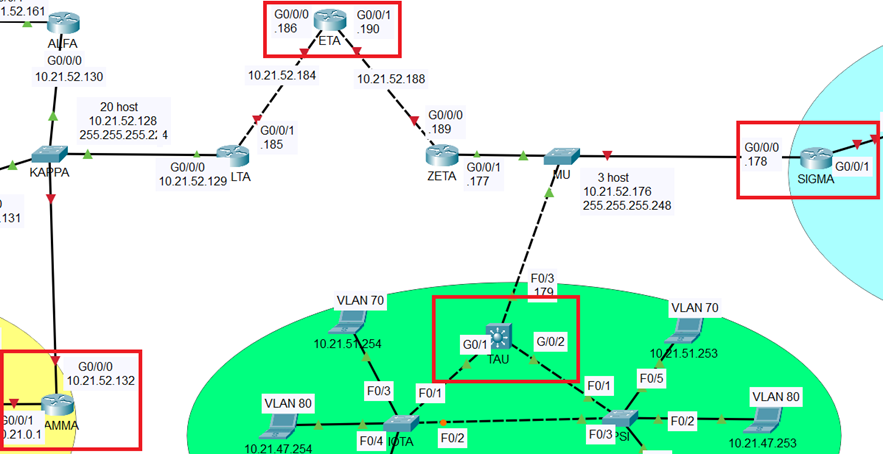 1.52.161
ALFA
G0/0/0
10.21.52.130
20 host
10.21.52.128
KAPPA
G0/0/0
10.21.52.129
LTA
G0/0/1
.185
10.21.52.184
G0/0/0
.186
ETA
G0/0/1
.190
10.21.52.188
G0/0/0
.189
ZETA
G0/0/1
.177
MU
3 host
10.21.52.176
255.255.255.248
G0/0/0
.178
SIGMA
G0/0/1
0
.131
G0/0/0
10.21.52.132
G0/0/1
0.21.0.1
AMMA
F0/3
.179
G0/1
TAU
G/0/2
VLAN 70
10.21.51.254
F0/3
F0/1
VLAN 80
10.21.47.254
F0/4
IOTA
F0/2
VLAN 70
10.21.51.253
F0/5
F0/1
VLAN 80
10.21.47.253
F0/2
F0/3
PSI